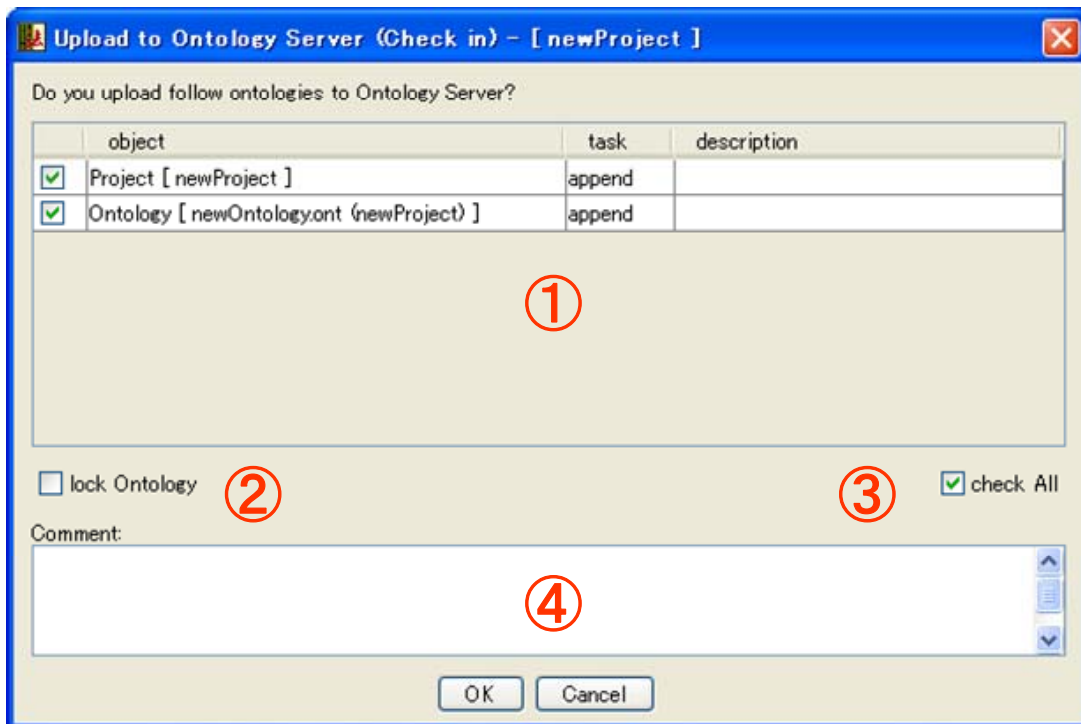 Upload to Ontology Server (Check in) - [ newProject ]
Do you upload follow ontologies to Ontology Server?
object task description
Project [ newProject ] append
Ontology [ newOntology.ont (newProject) ] append
①
lock Ontology ② ③ check All
Comment:
④
OK Cancel